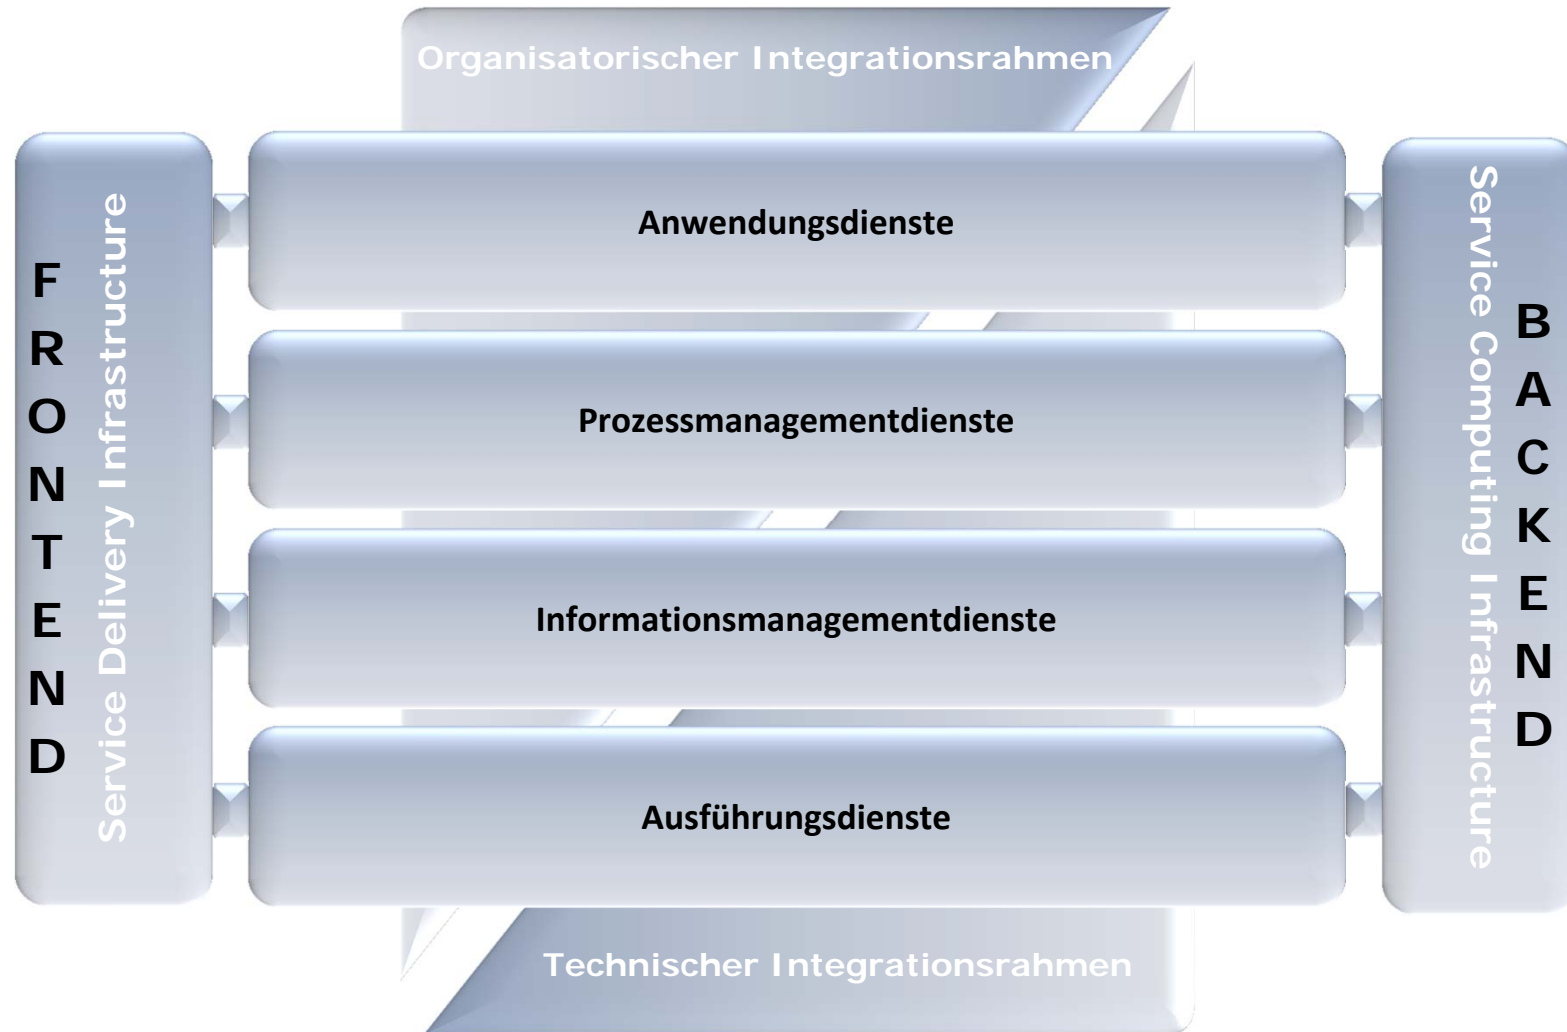 Organisatorischer Integrationsrahmen
FRONTEND
Service Delivery Infrastructure
Anwendungsdienste
Prozessmanagementdienste
Informationsmanagementdienste
Ausführungsdienste
Service Computing Infrastructure
BACKEND
Technischer Integrationsrahmen